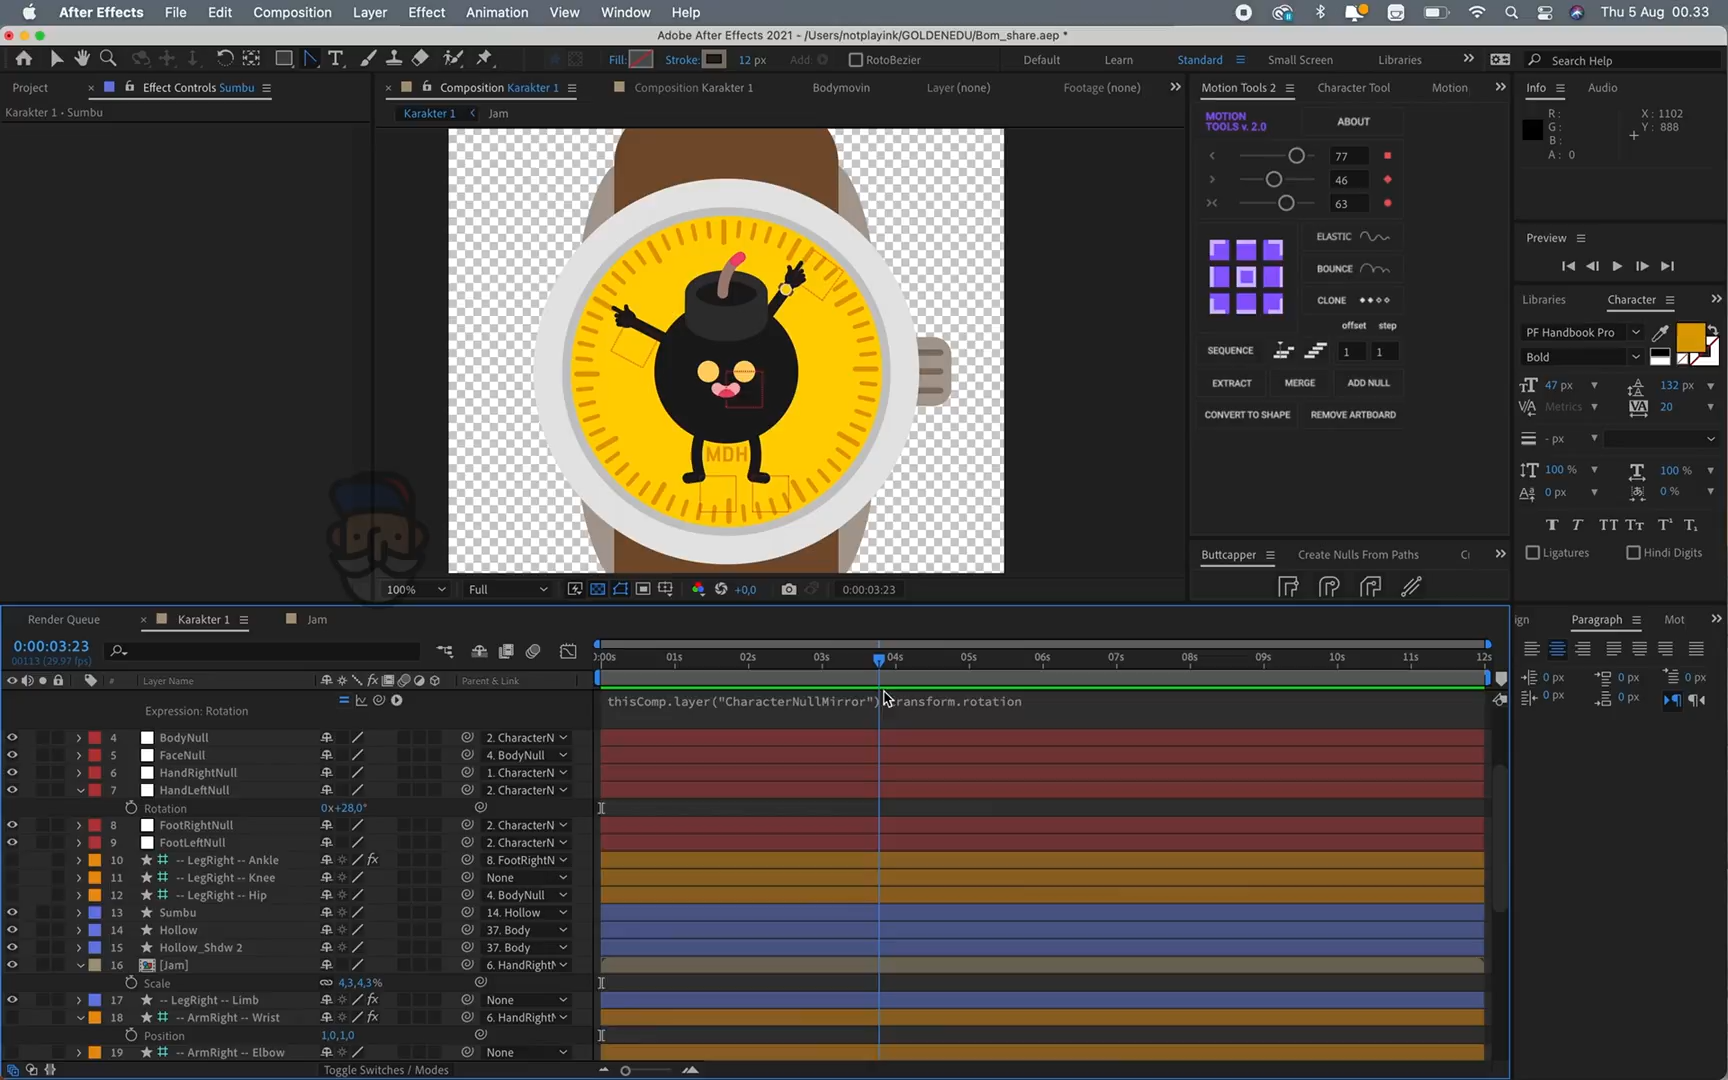 After Effects File Edit Composition Layer Effect Animation View Window Help Thu 5 Aug 00.33
Adobe After Effects 2021 - /Users/notplayink/GOLDENEDU/Bom_share.aep *
Fill: Stroke: 12 px Add: RotoBezier Default Learn Standard Small Screen Libraries Search Help
Project Effect Controls Sumbu
Karakter 1 • Sumbu
Composition Karakter 1 Composition Karakter 1 Bodymovin Layer (none) Footage (none)
Karakter 1 Jam
MDH
100% Full +0,0 0:00:03:23
Motion Tools 2 Character Tool Motion
MOTION
TOOLS v. 2.0
ABOUT
77
46
63
ELASTIC
BOUNCE
CLONE
offset step
SEQUENCE 1 1
EXTRACT MERGE ADD NULL
CONVERT TO SHAPE REMOVE ARTBOARD
Buttcapper Create Nulls From Paths
Info Audio
R: X: 1102
G: Y: 888
B:
A: 0
Preview
Libraries Character
PF Handbook Pro
Bold
47 px 132 px
Metrics 20
- px
100 % 100 %
0 px 0 %
Ligatures Hindi Digits
Paragraph Mot
0 px 0 px 0 px
0 px 0 px
Render Queue Karakter 1 Jam
0:00:03:23
00113 (29.97 fps)
0:00s 01s 02s 03s 04s 05s 06s 07s 08s 09s 10s 11s 12s
# Layer Name Parent & Link
Expression: Rotation
thisComp.layer("CharacterNullMirror").transform.rotation
4 BodyNull 2. CharacterN
5 FaceNull 4. BodyNull
6 HandRightNull 1. CharacterN
7 HandLeftNull 2. CharacterN
Rotation 0x+28,0°
8 FootRightNull 2. CharacterN
9 FootLeftNull 2. CharacterN
10 -- LegRight -- Ankle 8. FootRightN
11 -- LegRight -- Knee None
12 -- LegRight -- Hip 4. BodyNull
13 Sumbu 14. Hollow
14 Hollow 37. Body
15 Hollow_Shdw 2 37. Body
16 [Jam] 6. HandRightN
Scale 4,3,4,3%
17 -- LegRight -- Limb None
18 -- ArmRight -- Wrist 6. HandRightN
Position 1,0,1,0
19 -- ArmRight -- Elbow None
Toggle Switches / Modes